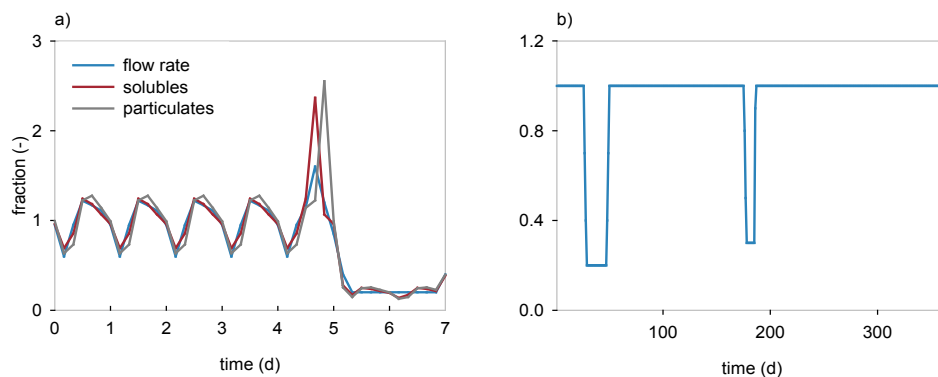 a)
3
2
1
0
fraction (-)
flow rate
solubles
particulates
0 1 2 3 4 5 6 7
time (d)
b)
1.2
0.8
0.4
0.0
100 200 300
time (d)